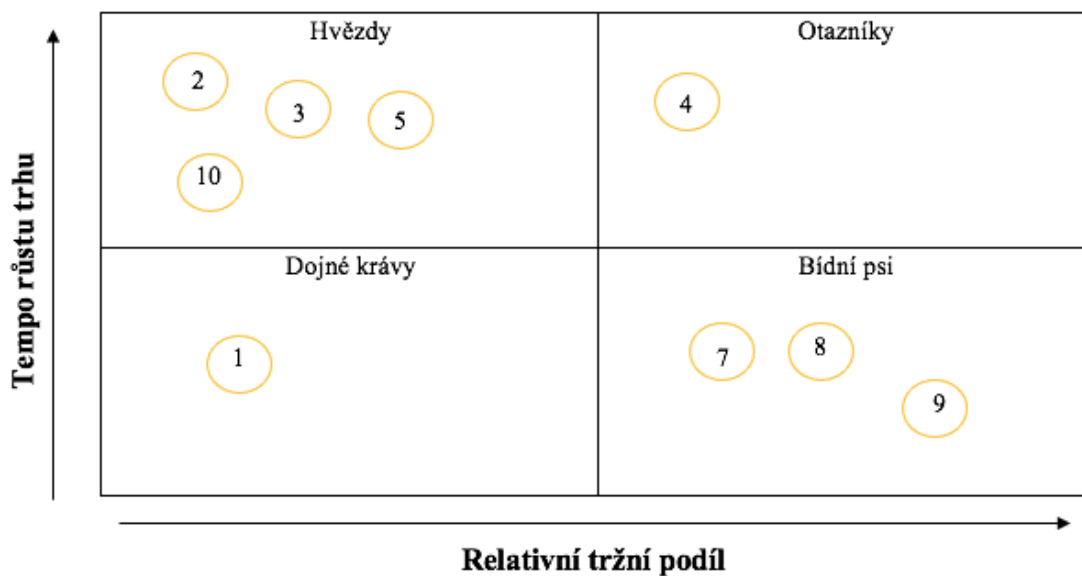 Hvězdy
Otazníky
2
3
5
4
10
Dojné krávy
Bídní psi
1
7
8
9
Tempo růstu trhu
Relativní tržní podíl